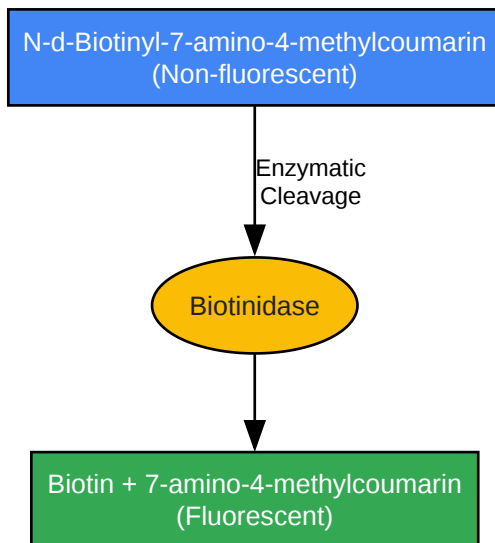 N-d-Biotinyl-7-amino-4-methylcoumarin
(Non-fluorescent)
Enzymatic
Cleavage
Biotinidase
Biotin + 7-amino-4-methylcoumarin
(Fluorescent)